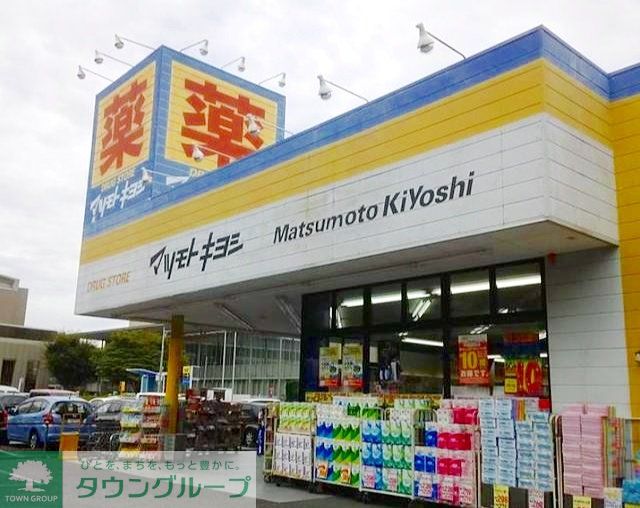 薬
薬
DRUG STORE
マツモトキヨシ
DRUG STORE
マツモトキヨシ
Matsumoto KiYoshi
10
ひとを、まちを、もっと豊かに。
タウングループ
TOWN GROUP